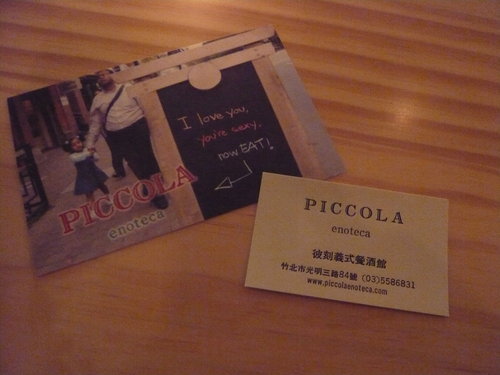 I love you,
you're sexy.
now EAT!
PICCOLA
enoteca
PICCOLA
enoteca
彼刻義式餐酒館
竹北市光明三路84號 (03)5586831
www.piccolaenoteca.com